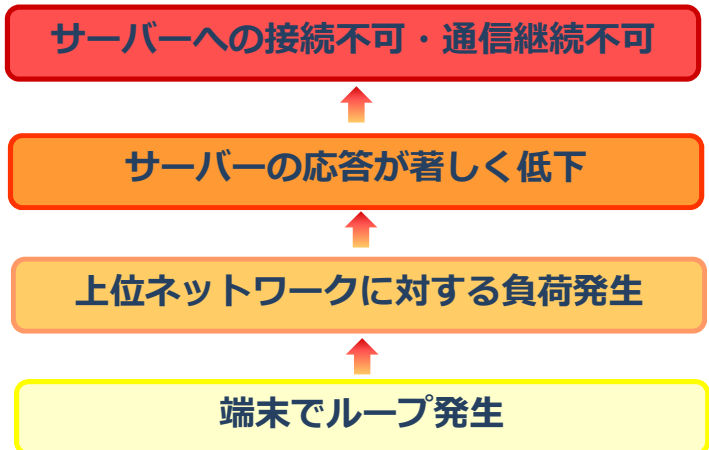 サーバーへの接続不可・通信継続不可
サーバーの応答が著しく低下
上位ネットワークに対する負荷発生
端末でループ発生